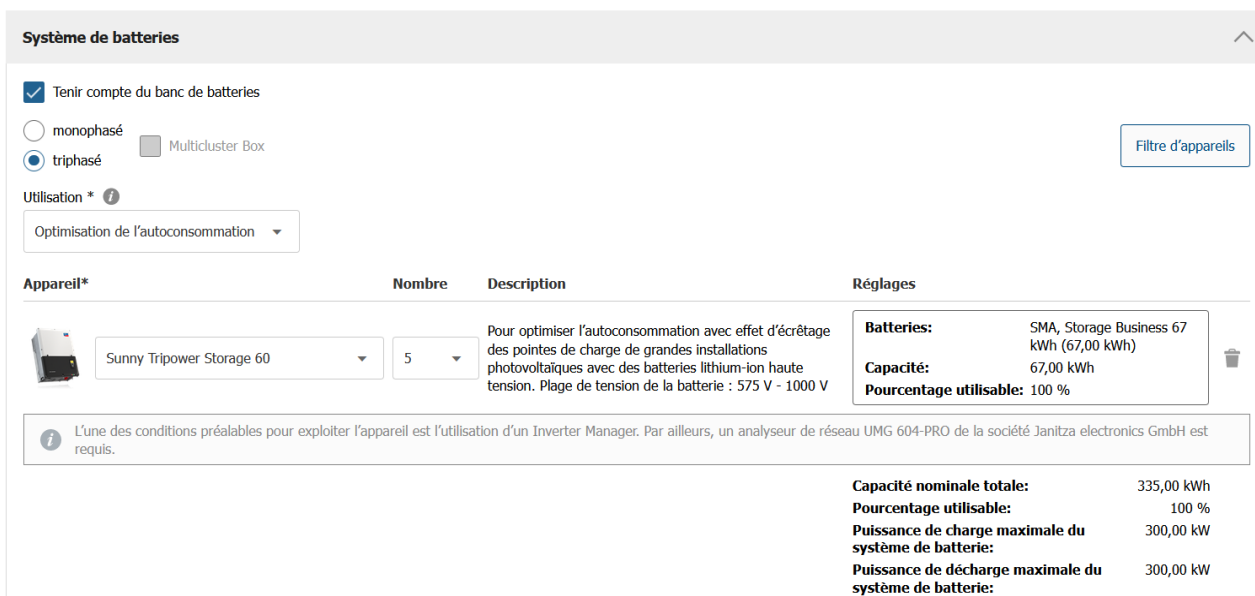 Système de batteries
Tenir compte du banc de batteries
monophasé
Multicluster Box
triphasé
Filtre d'appareils
Utilisation *
Optimisation de l'autoconsommation
Appareil*
Nombre
Description
Réglages
Sunny Tripower Storage 60
5
Pour optimiser l'autoconsommation avec effet d'écrêtage
des pointes de charge de grandes installations
photovoltaïques avec des batteries lithium-ion haute
tension. Plage de tension de la batterie : 575 V - 1000 V
Batteries: SMA, Storage Business 67
kWh (67,00 kWh)
Capacité: 67,00 kWh
Pourcentage utilisable: 100 %
L'une des conditions préalables pour exploiter l'appareil est l'utilisation d'un Inverter Manager. Par ailleurs, un analyseur de réseau UMG 604-PRO de la société Janitza electronics GmbH est
requis.
Capacité nominale totale: 335,00 kWh
Pourcentage utilisable: 100 %
Puissance de charge maximale du 300,00 kW
système de batterie:
Puissance de décharge maximale du 300,00 kW
système de batterie: